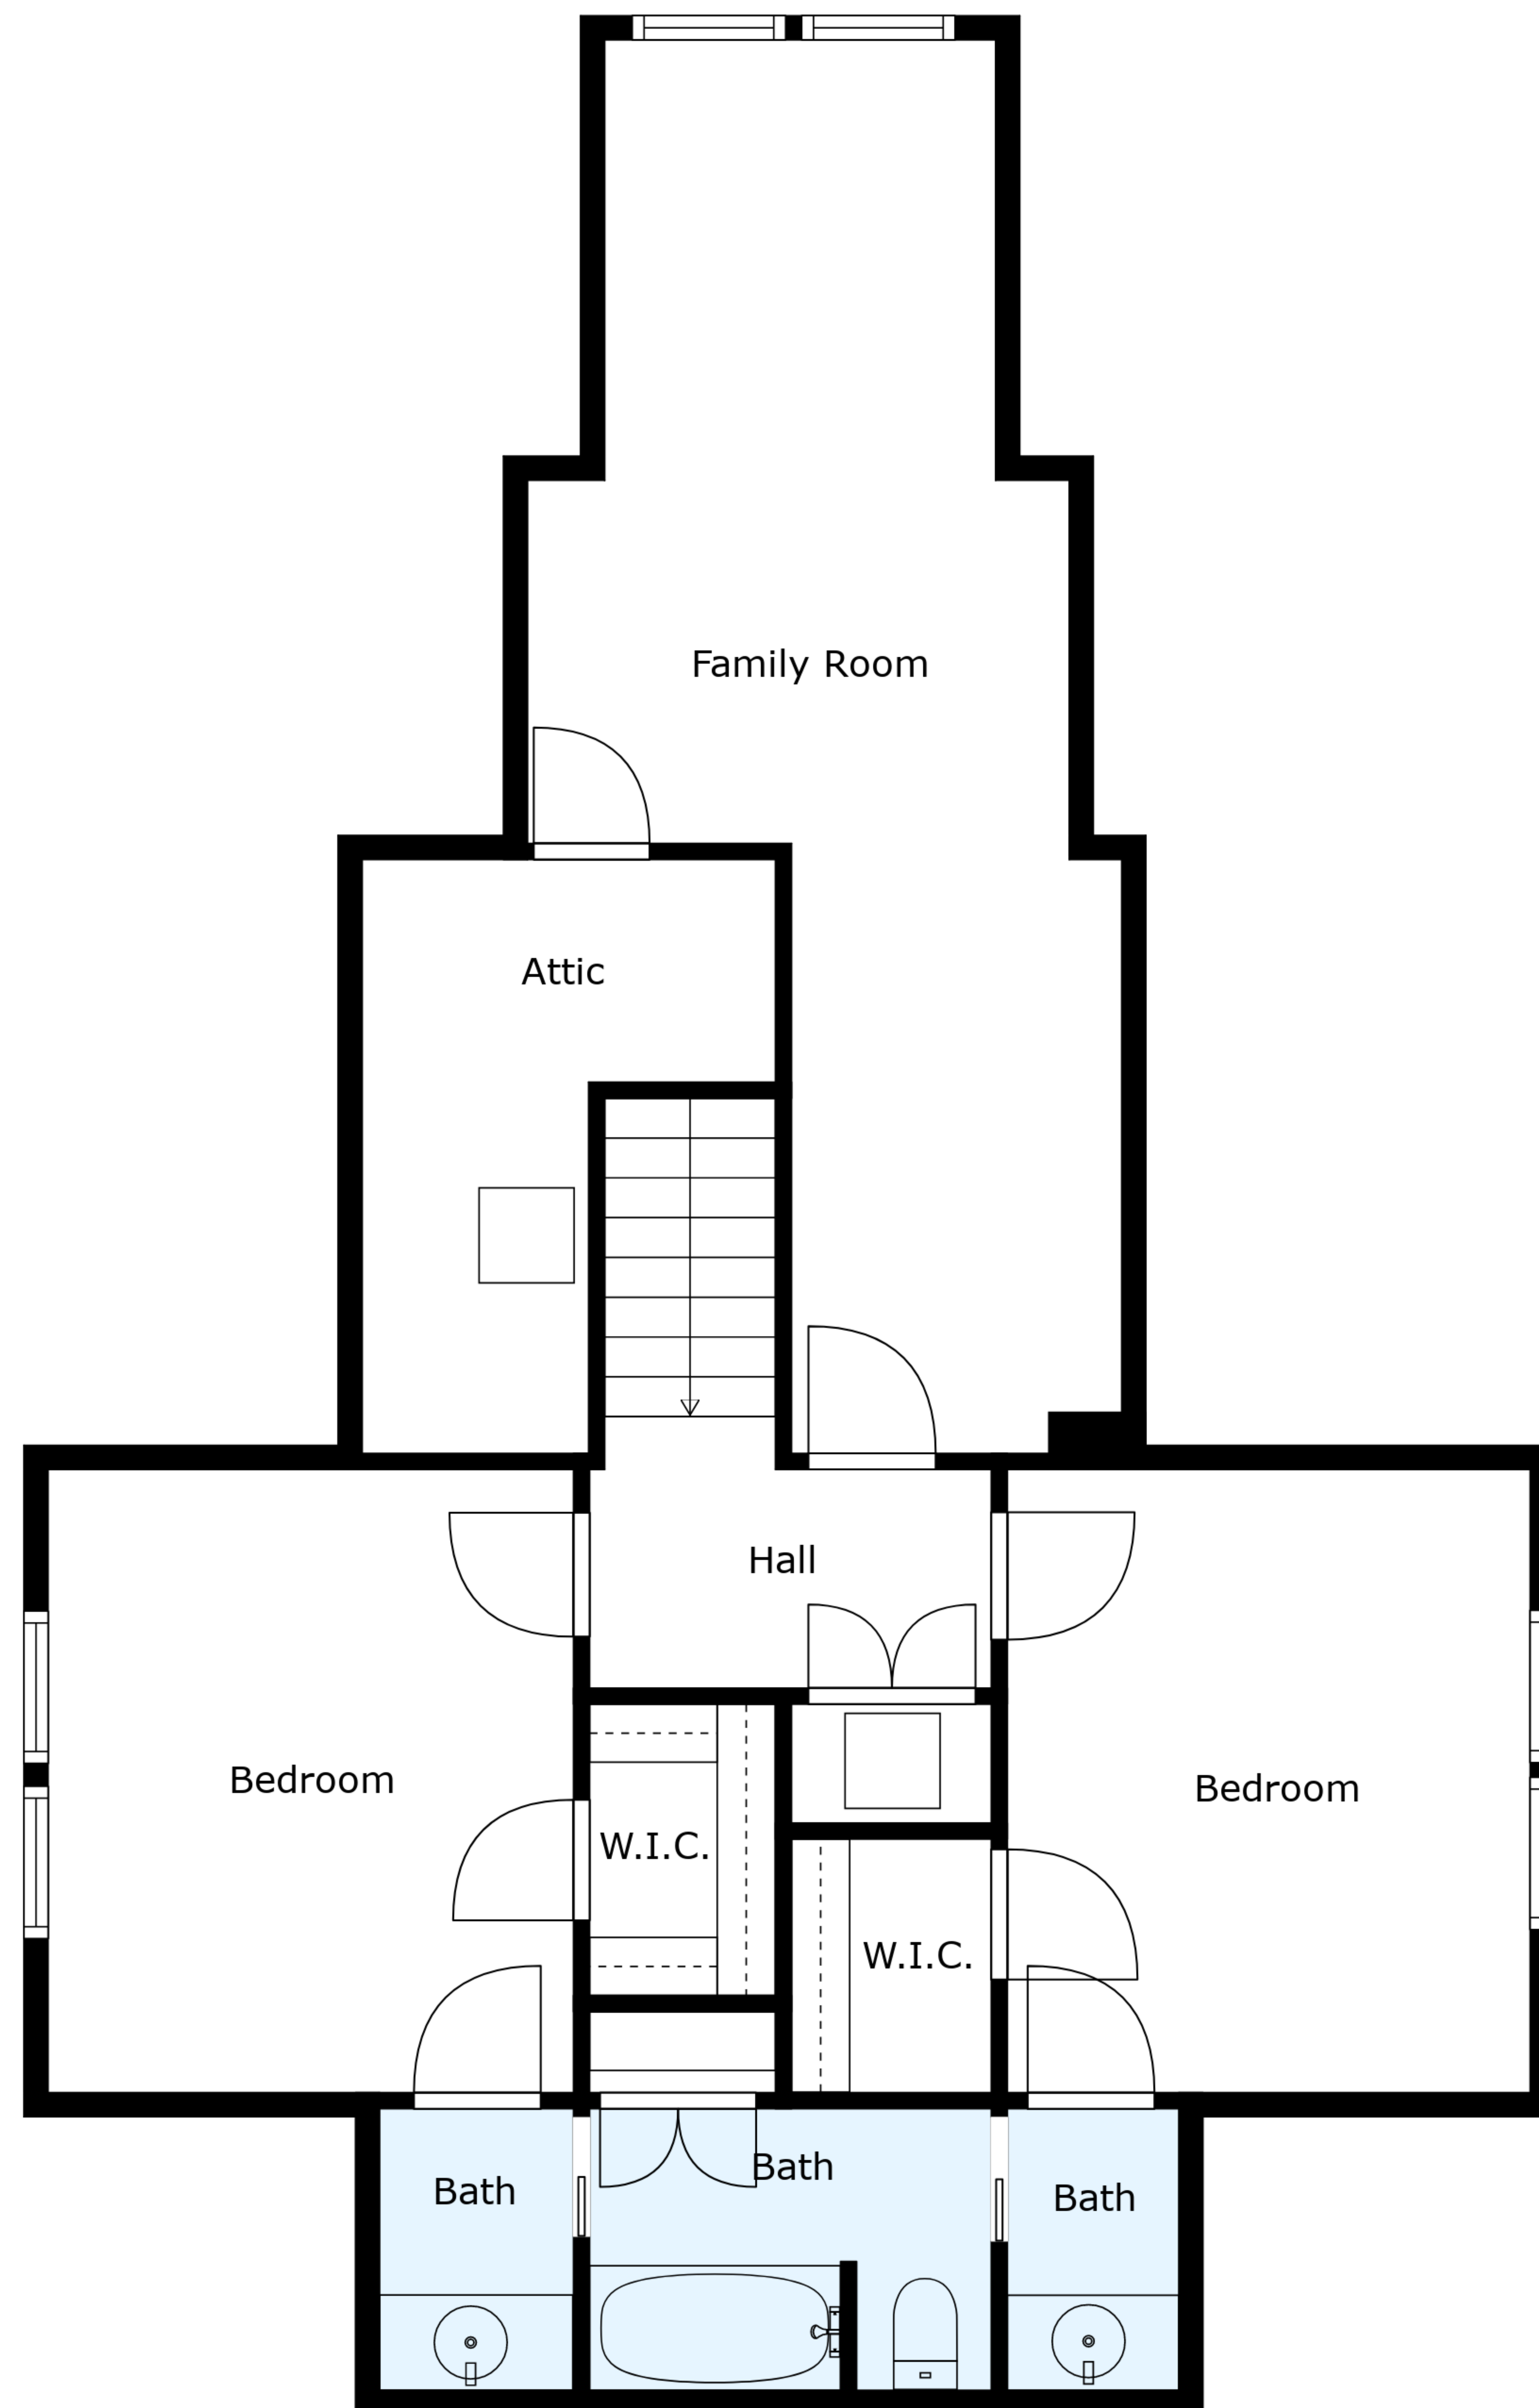 Family Room
Attic
Hall
Bedroom
Bedroom
W.I.C.
W.I.C.
Bath
Bath
Bath